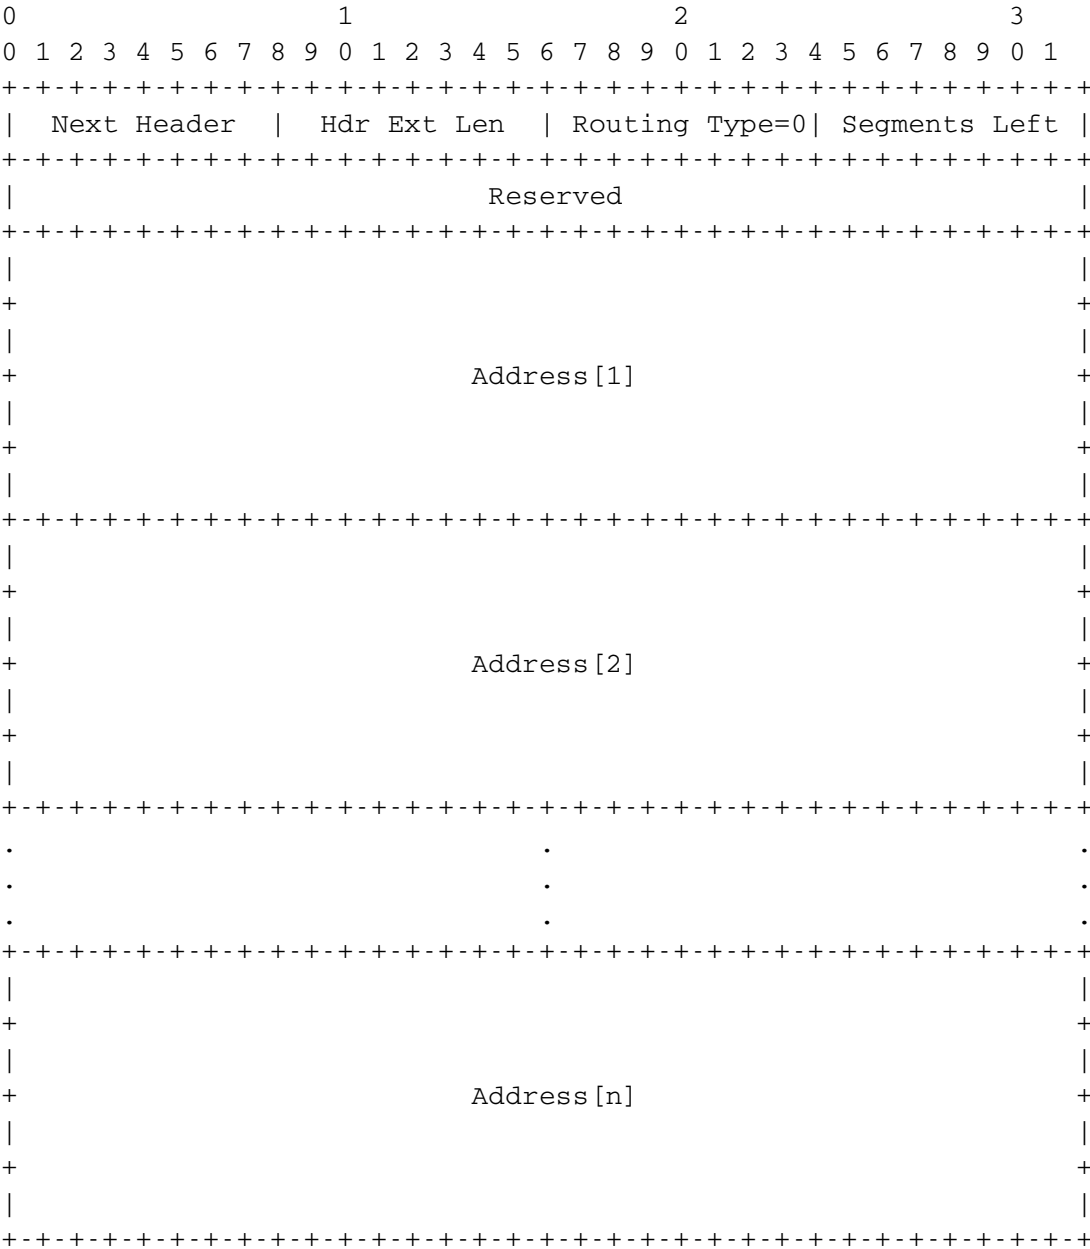 0                   1                   2                   3
0 1 2 3 4 5 6 7 8 9 0 1 2 3 4 5 6 7 8 9 0 1 2 3 4 5 6 7 8 9 0 1
+-+-+-+-+-+-+-+-+-+-+-+-+-+-+-+-+-+-+-+-+-+-+-+-+-+-+-+-+-+-+-+-+
|  Next Header  |  Hdr Ext Len  | Routing Type=0| Segments Left |
+-+-+-+-+-+-+-+-+-+-+-+-+-+-+-+-+-+-+-+-+-+-+-+-+-+-+-+-+-+-+-+-+
|                            Reserved                           |
+-+-+-+-+-+-+-+-+-+-+-+-+-+-+-+-+-+-+-+-+-+-+-+-+-+-+-+-+-+-+-+-+
|                                                               |
+                                                               +
|                                                               |
+                           Address[1]                          +
|                                                               |
+                                                               +
|                                                               |
+-+-+-+-+-+-+-+-+-+-+-+-+-+-+-+-+-+-+-+-+-+-+-+-+-+-+-+-+-+-+-+-+
|                                                               |
+                                                               +
|                                                               |
+                           Address[2]                          +
|                                                               |
+                                                               +
|                                                               |
+-+-+-+-+-+-+-+-+-+-+-+-+-+-+-+-+-+-+-+-+-+-+-+-+-+-+-+-+-+-+-+-+
.                               .                               .
.                               .                               .
.                               .                               .
+-+-+-+-+-+-+-+-+-+-+-+-+-+-+-+-+-+-+-+-+-+-+-+-+-+-+-+-+-+-+-+-+
|                                                               |
+                                                               +
|                                                               |
+                           Address[n]                          +
|                                                               |
+                                                               +
|                                                               |
+-+-+-+-+-+-+-+-+-+-+-+-+-+-+-+-+-+-+-+-+-+-+-+-+-+-+-+-+-+-+-+-+